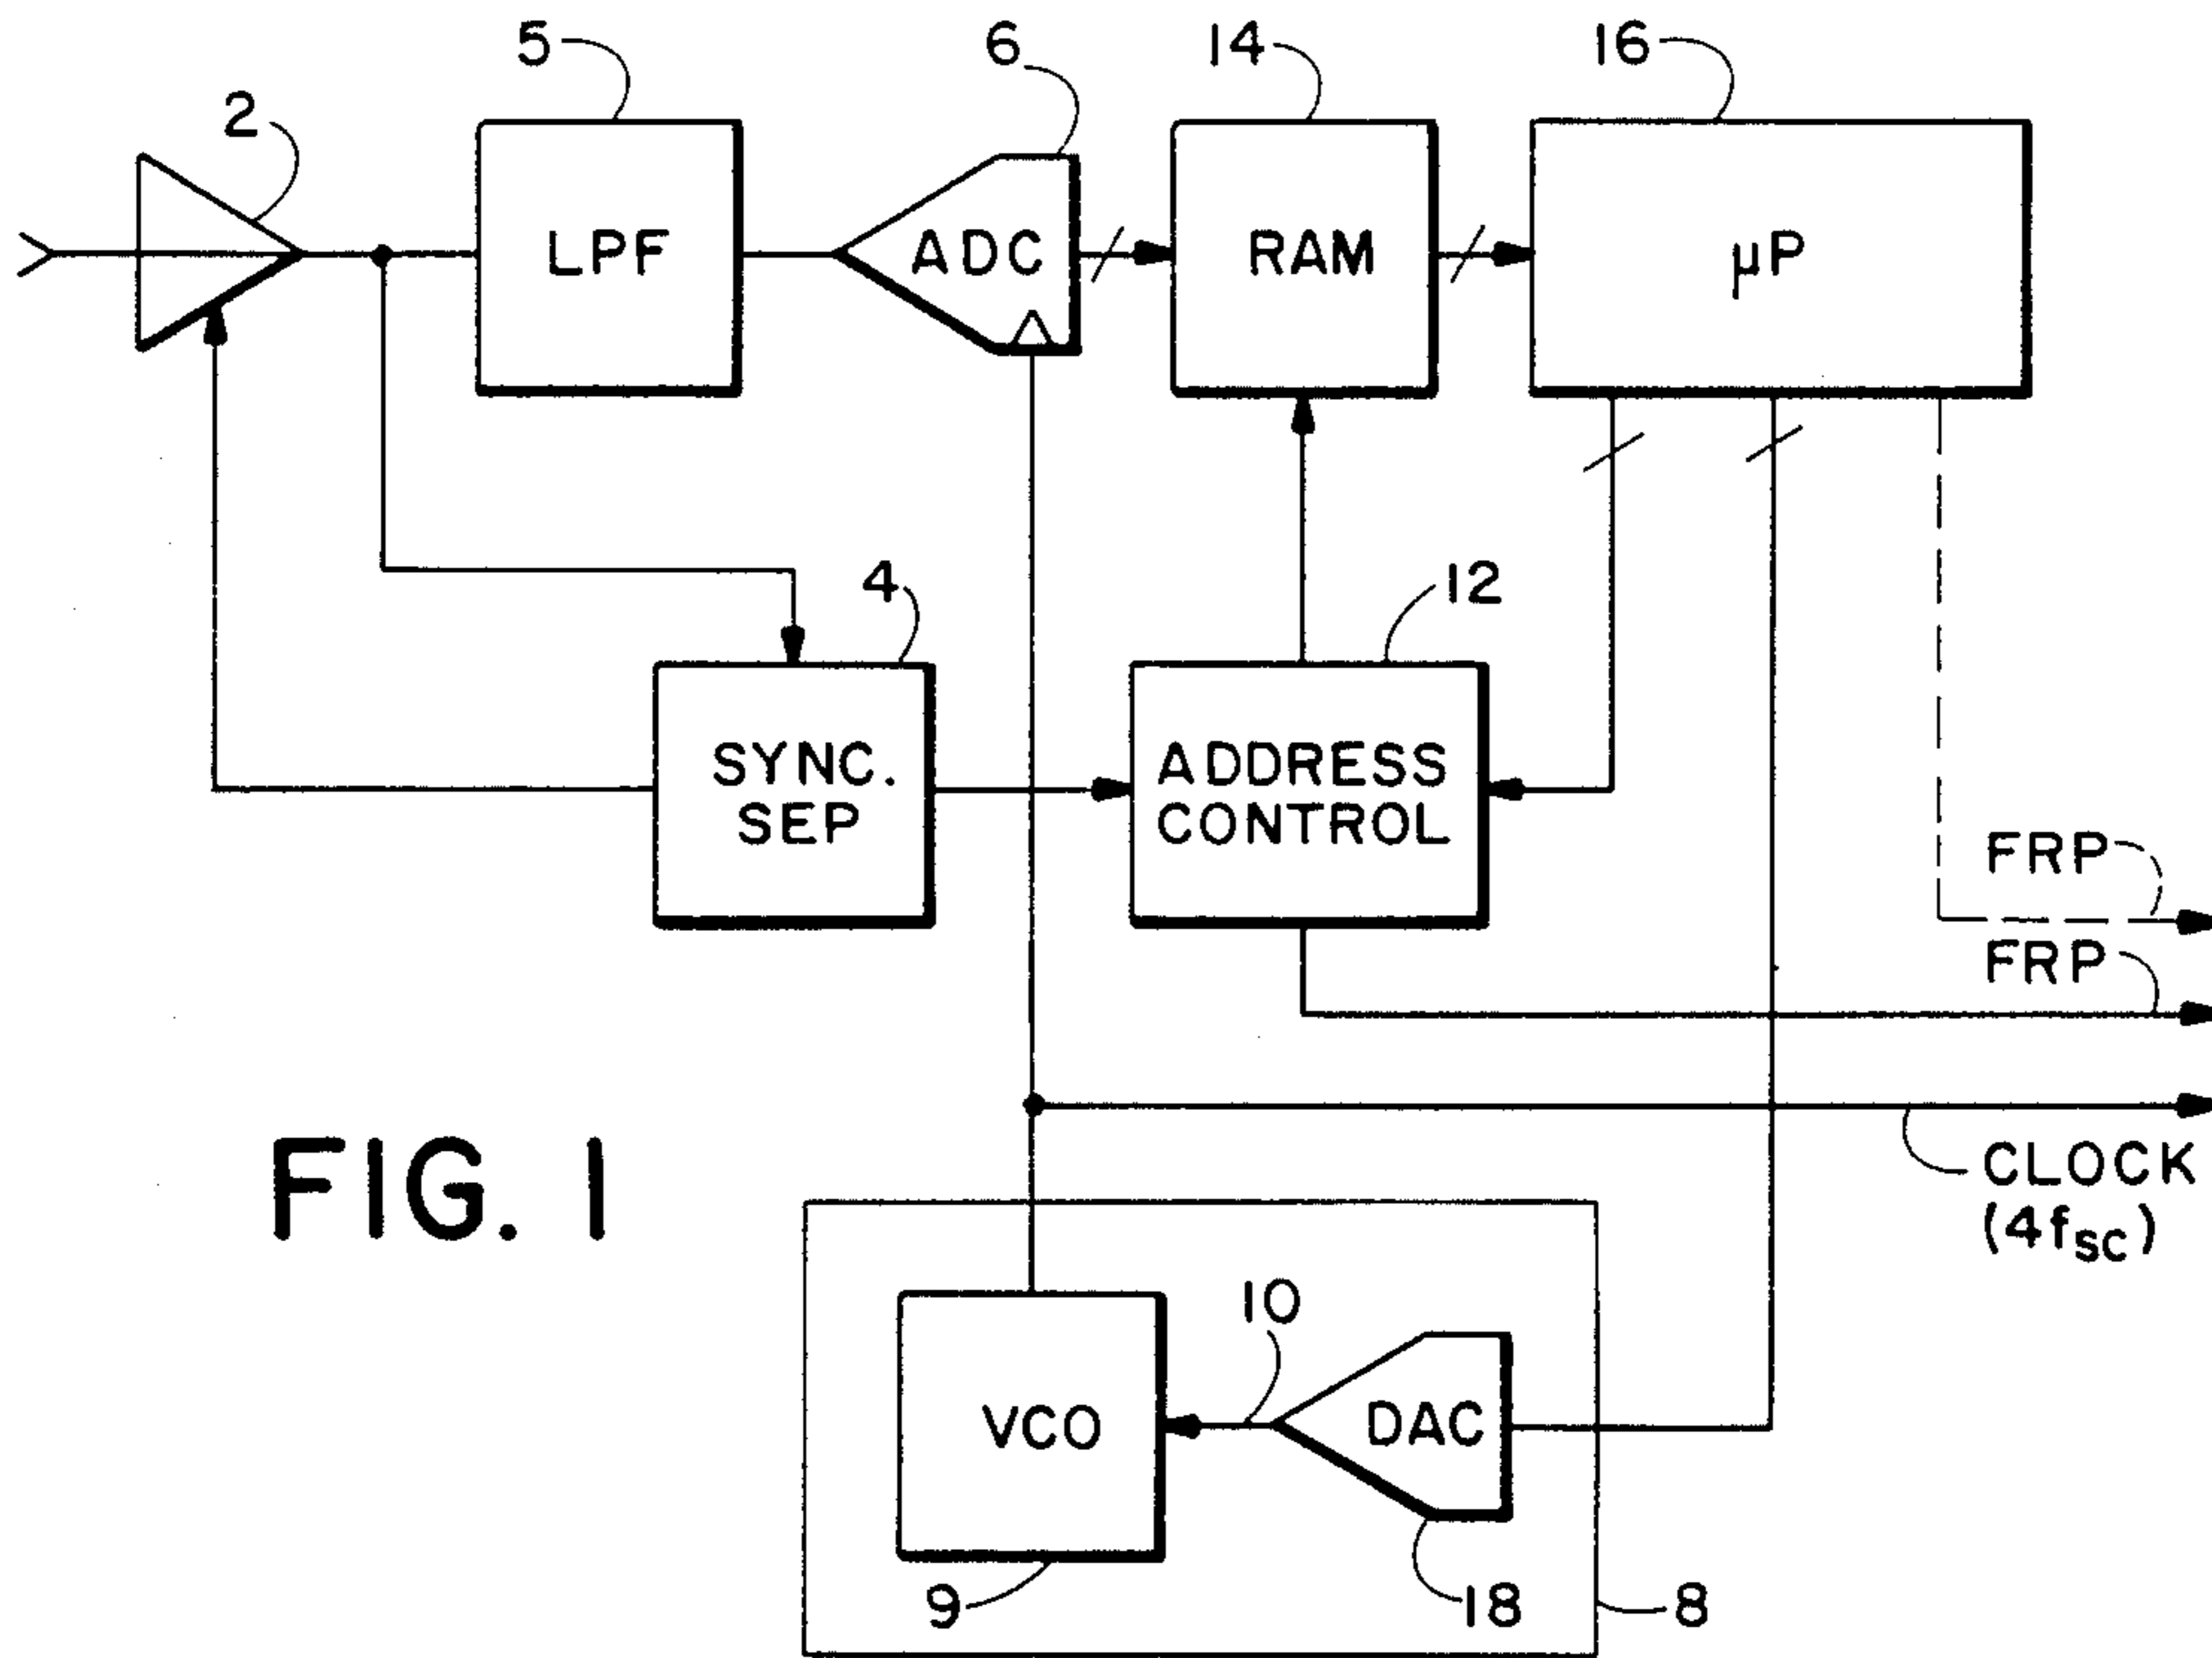 5
6
14
16
2
LPF
ADC
RAM
μP
4
12
SYNC.
SEP
ADDRESS
CONTROL
FRP
FRP
CLOCK
(4fsc)
FIG. 1
10
VCO
DAC
9
18
8